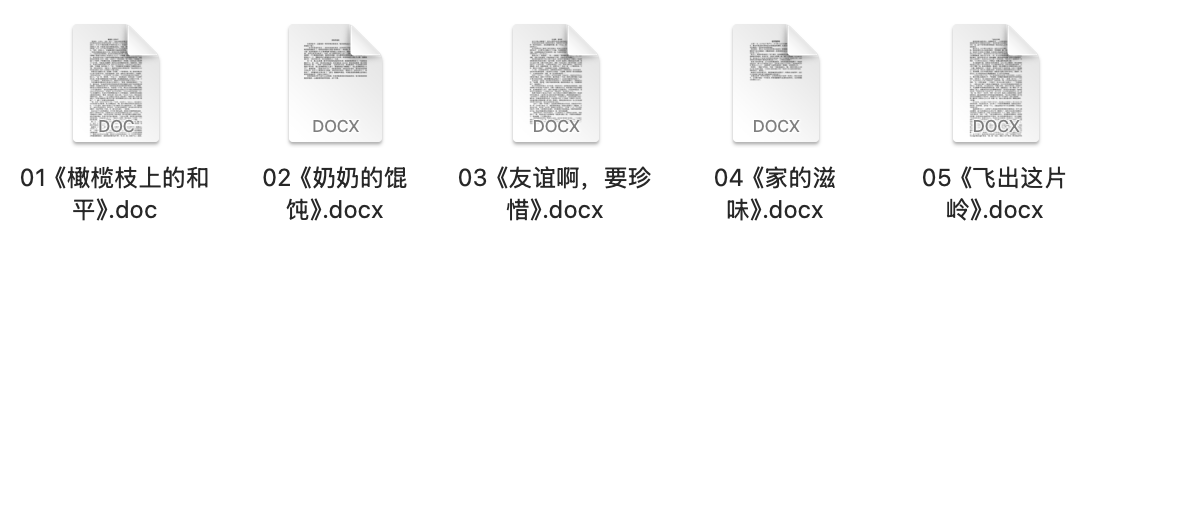 DOC
DOCX
DOCX
DOCX
DOCX
01《橄榄枝上的和
平》.doc
02《奶奶的馄
饨》.docx
03《友谊啊，要珍
惜》.docx
04《家的滋
味》.docx
05《飞出这片
岭》.docx